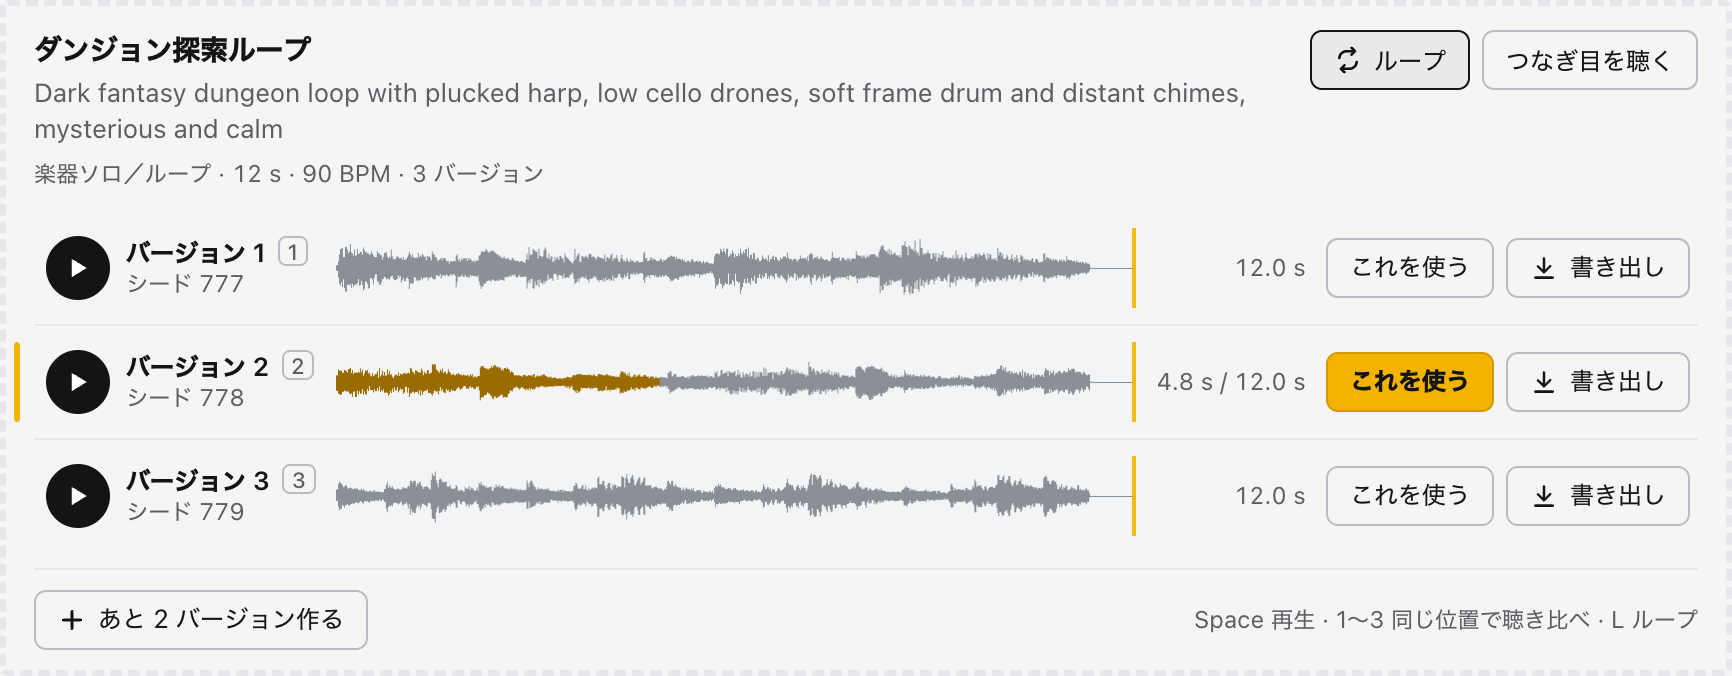 ダンジョン探索ループ
ループ
つなぎ目を聴く
Dark fantasy dungeon loop with plucked harp, low cello drones, soft frame drum and distant chimes,
mysterious and calm
楽器ソロ／ループ · 12 s · 90 BPM · 3 バージョン
バージョン 1 1
シード 777
12.0 s
これを使う
書き出し
バージョン 2 2
シード 778
4.8 s / 12.0 s
これを使う
書き出し
バージョン 3 3
シード 779
12.0 s
これを使う
書き出し
あと 2 バージョン作る
Space 再生 · 1〜3 同じ位置で聴き比べ · L ループ